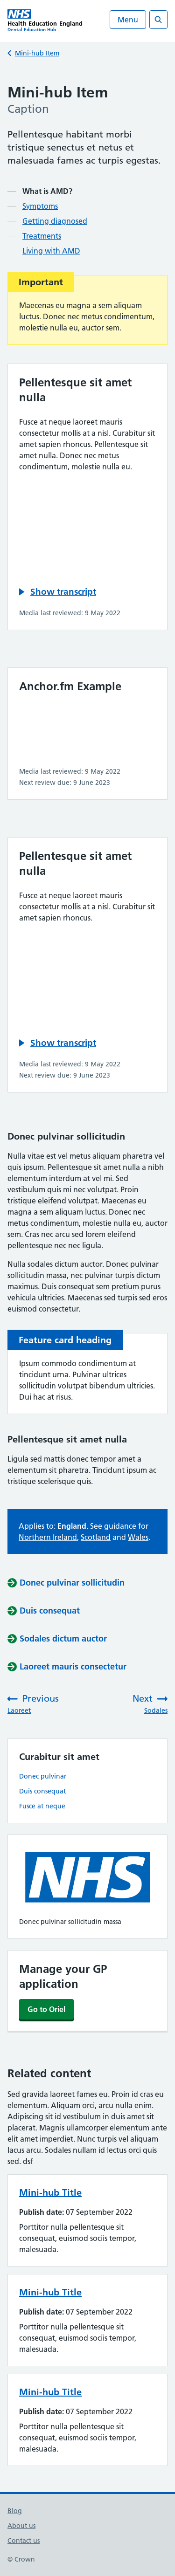 NHS
Health Education England
Dental Education Hub
Menu
Mini-hub Item
Mini-hub Item
Caption
Pellentesque habitant morbi
tristique senectus et netus et
malesuada fames ac turpis egestas.
What is AMD?
Symptoms
Getting diagnosed
Treatments
Living with AMD
Important
Maecenas eu magna a sem aliquam
luctus. Donec nec metus condimentum,
molestie nulla eu, auctor sem.
Pellentesque sit amet
nulla
Fusce at neque laoreet mauris
consectetur mollis at a nisl. Curabitur sit
amet sapien rhoncus. Pellentesque sit
amet nulla. Donec nec metus
condimentum, molestie nulla eu.
Show transcript
Media last reviewed: 9 May 2022
Anchor.fm Example
Media last reviewed: 9 May 2022
Next review due: 9 June 2023
Pellentesque sit amet
nulla
Fusce at neque laoreet mauris
consectetur mollis at a nisl. Curabitur sit
amet sapien rhoncus.
Show transcript
Media last reviewed: 9 May 2022
Next review due: 9 June 2023
Donec pulvinar sollicitudin
Nulla vitae est vel metus aliquam pharetra vel
quis ipsum. Pellentesque sit amet nulla a nibh
elementum interdum at vel mi. Sed
vestibulum quis mi nec volutpat. Proin
tristique eleifend volutpat. Maecenas eu
magna a sem aliquam luctus. Donec nec
metus condimentum, molestie nulla eu, auctor
sem. Cras nec arcu sed lorem eleifend
pellentesque nec nec ligula.
Nulla sodales dictum auctor. Donec pulvinar
sollicitudin massa, nec pulvinar turpis dictum
maximus. Duis consequat sem pretium purus
vehicula ultricies. Maecenas sed turpis sed eros
euismod consectetur.
Feature card heading
Ipsum commodo condimentum at
tincidunt urna. Pulvinar ultrices
sollicitudin volutpat bibendum ultricies.
Dui hac at risus.
Pellentesque sit amet nulla
Ligula sed mattis donec tempor amet a
elementum sit pharetra. Tincidunt ipsum ac
tristique scelerisque quis.
Applies to: England. See guidance for
Northern Ireland, Scotland and Wales.
Donec pulvinar sollicitudin
Duis consequat
Sodales dictum auctor
Laoreet mauris consectetur
Previous
Laoreet
Next
Sodales
Curabitur sit amet
Donec pulvinar
Duis consequat
Fusce at neque
NHS
Donec pulvinar sollicitudin massa
Manage your GP
application
Go to Oriel
Related content
Sed gravida laoreet fames eu. Proin id cras eu
elementum. Aliquam orci, arcu nulla enim.
Adipiscing sit id vestibulum in duis sit amet
placerat. Magnis ullamcorper elementum ante
elit amet imperdiet. Nunc turpis vel aliquam
lacus arcu. Sodales nullam id lectus orci quis
sed. dsf
Mini-hub Title
Publish date: 07 September 2022
Porttitor nulla pellentesque sit
consequat, euismod sociis tempor,
malesuada.
Mini-hub Title
Publish date: 07 September 2022
Porttitor nulla pellentesque sit
consequat, euismod sociis tempor,
malesuada.
Mini-hub Title
Publish date: 07 September 2022
Porttitor nulla pellentesque sit
consequat, euismod sociis tempor,
malesuada.
Blog
About us
Contact us
© Crown